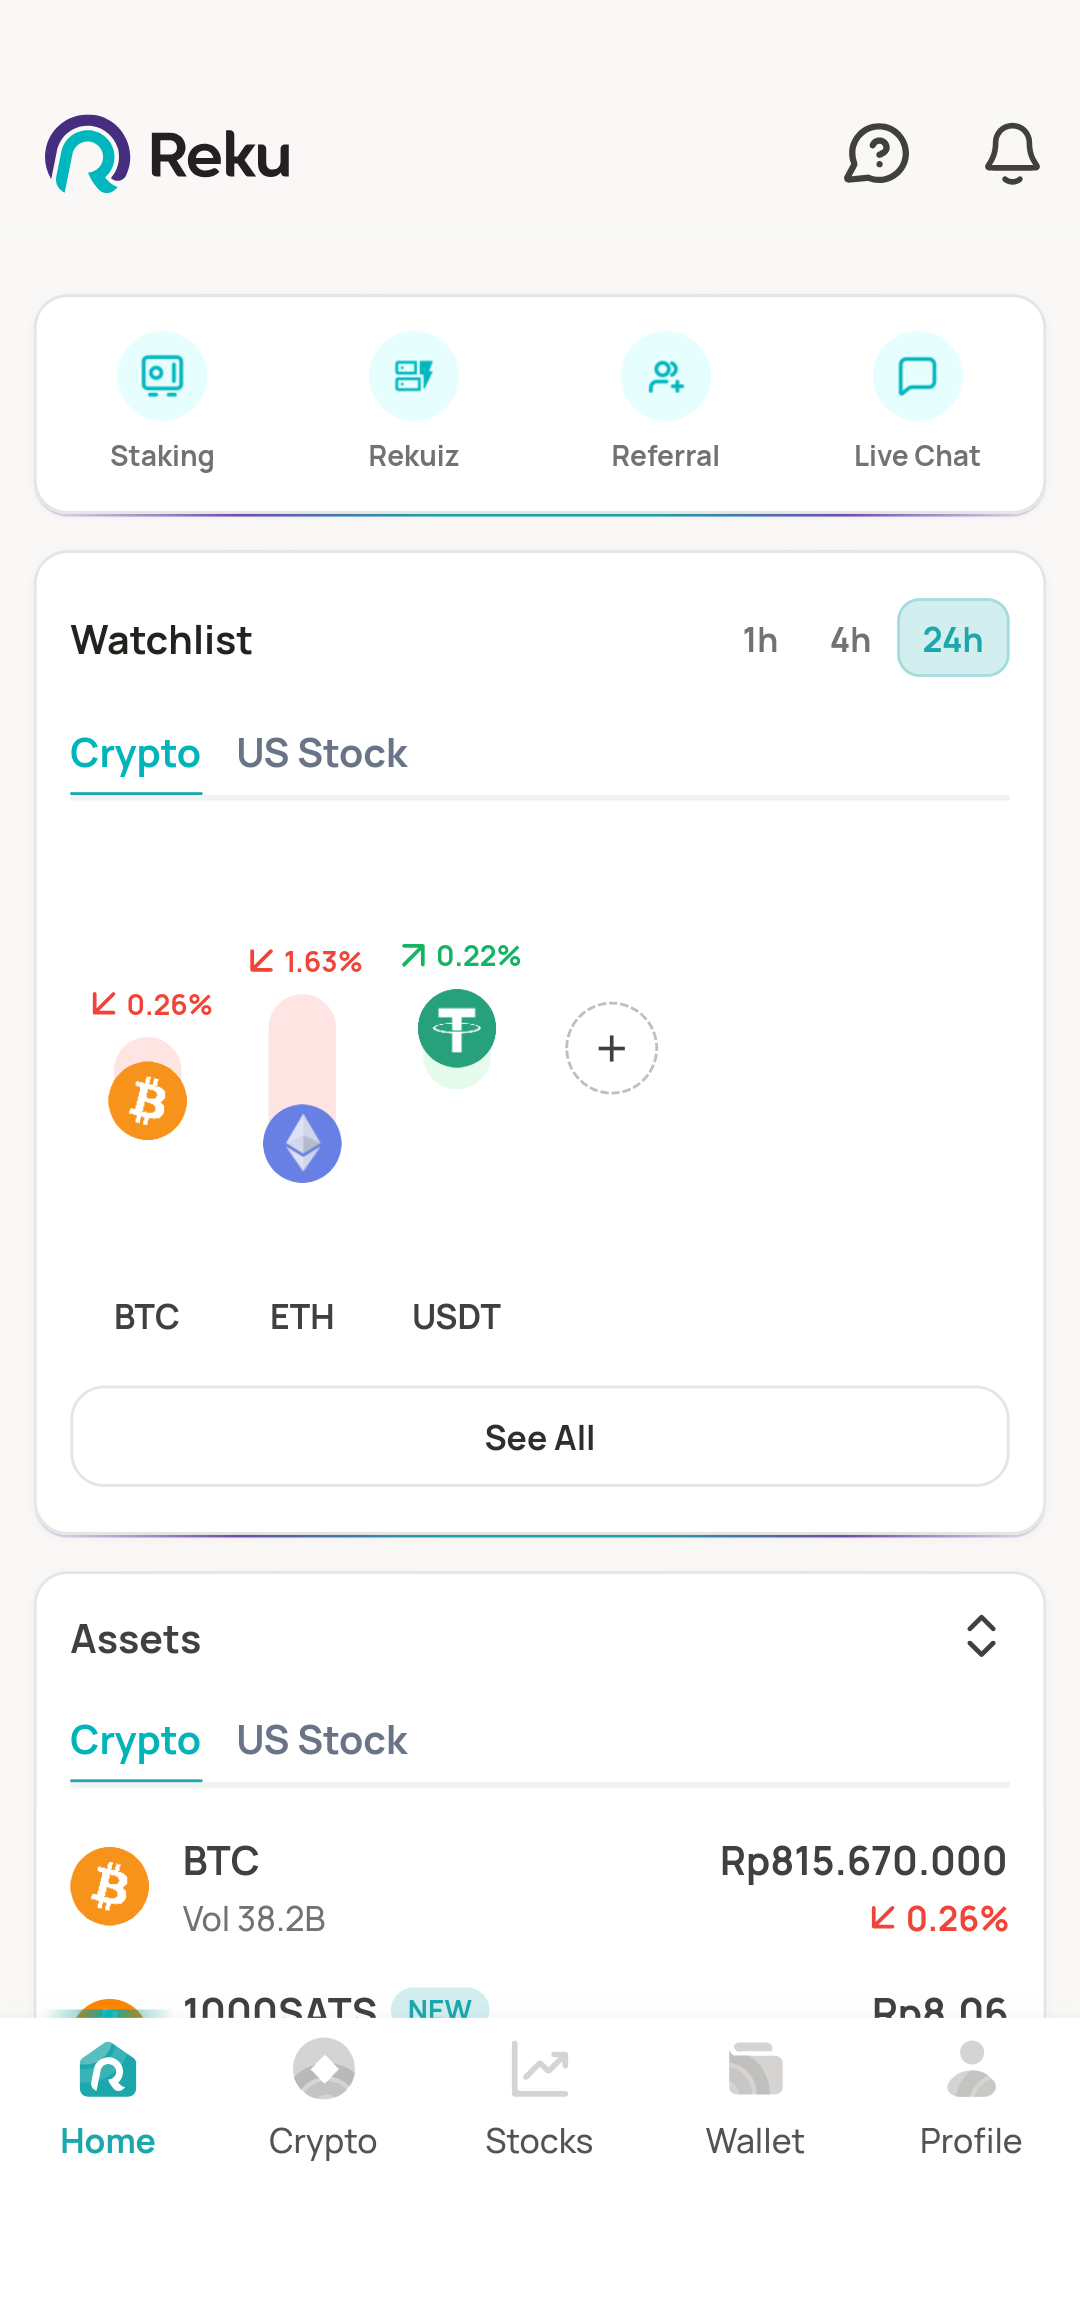 Reku
Staking Rekuiz Referral Live Chat
Watchlist 1h 4h 24h
Crypto US Stock
1.63% 0.22%
0.26%
BTC ETH USDT
See All
Assets
Crypto US Stock
BTC Rp815.670.000
Vol 38.2B 0.26%
1000SATS NEW Rp8.06
Home Crypto Stocks Wallet Profile